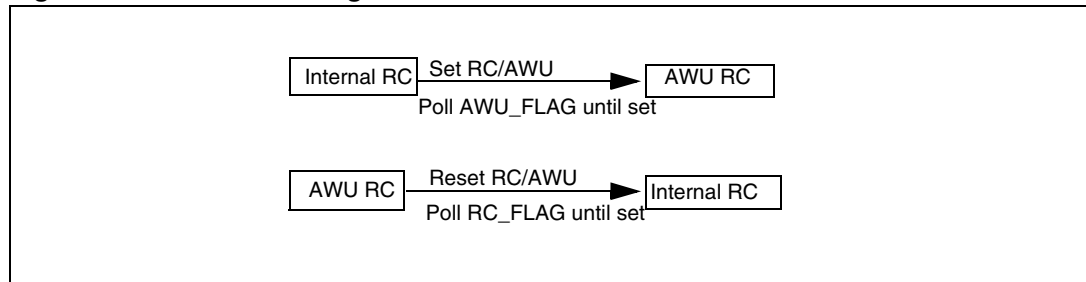 Internal RC
Set RC/AWU
AWU RC
Poll AWU_FLAG until set
AWU RC
Reset RC/AWU
Internal RC
Poll RC_FLAG until set